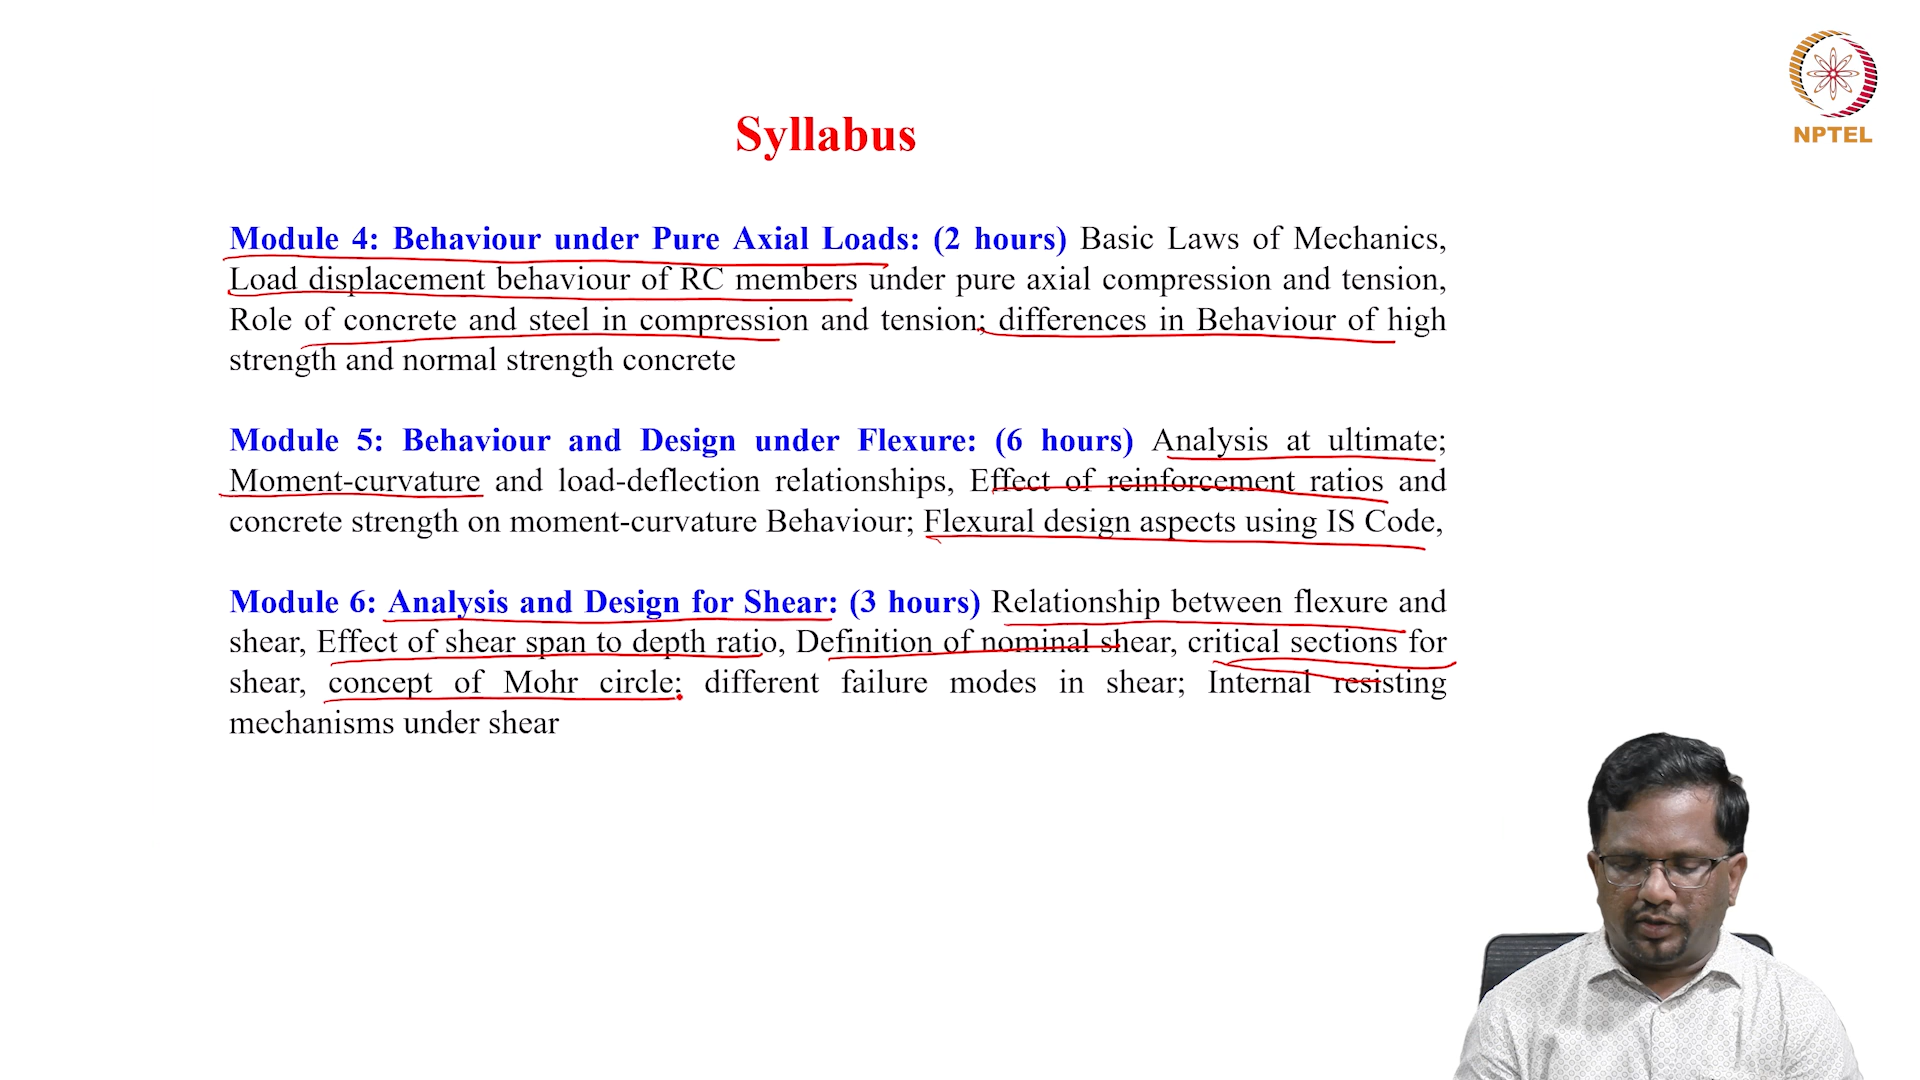 NPTEL
Syllabus
Module 4: Behaviour under Pure Axial Loads: (2 hours) Basic Laws of Mechanics,
Load displacement behaviour of RC members under pure axial compression and tension,
Role of concrete and steel in compression and tension; differences in Behaviour of high
strength and normal strength concrete
Module 5: Behaviour and Design under Flexure: (6 hours) Analysis at ultimate;
Moment-curvature and load-deflection relationships, Effect of reinforcement ratios and
concrete strength on moment-curvature Behaviour; Flexural design aspects using IS Code,
Module 6: Analysis and Design for Shear: (3 hours) Relationship between flexure and
shear, Effect of shear span to depth ratio, Definition of nominal shear, critical sections for
shear, concept of Mohr circle; different failure modes in shear; Internal resisting
mechanisms under shear